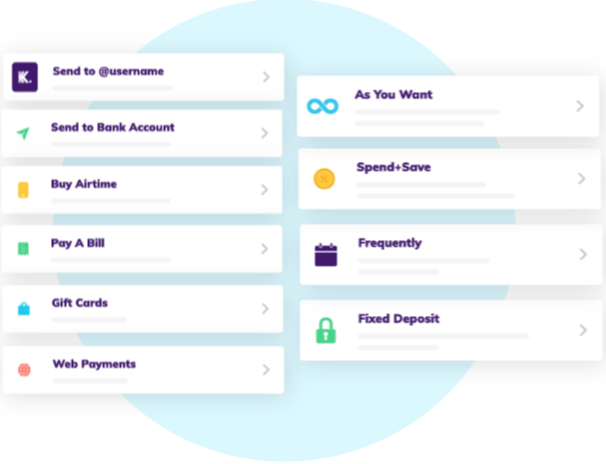 K.
Send to @username
Send to Bank Account
Buy Airtime
Pay A Bill
Gift Cards
Web Payments
As You Want
Spend+Save
Frequently
Fixed Deposit